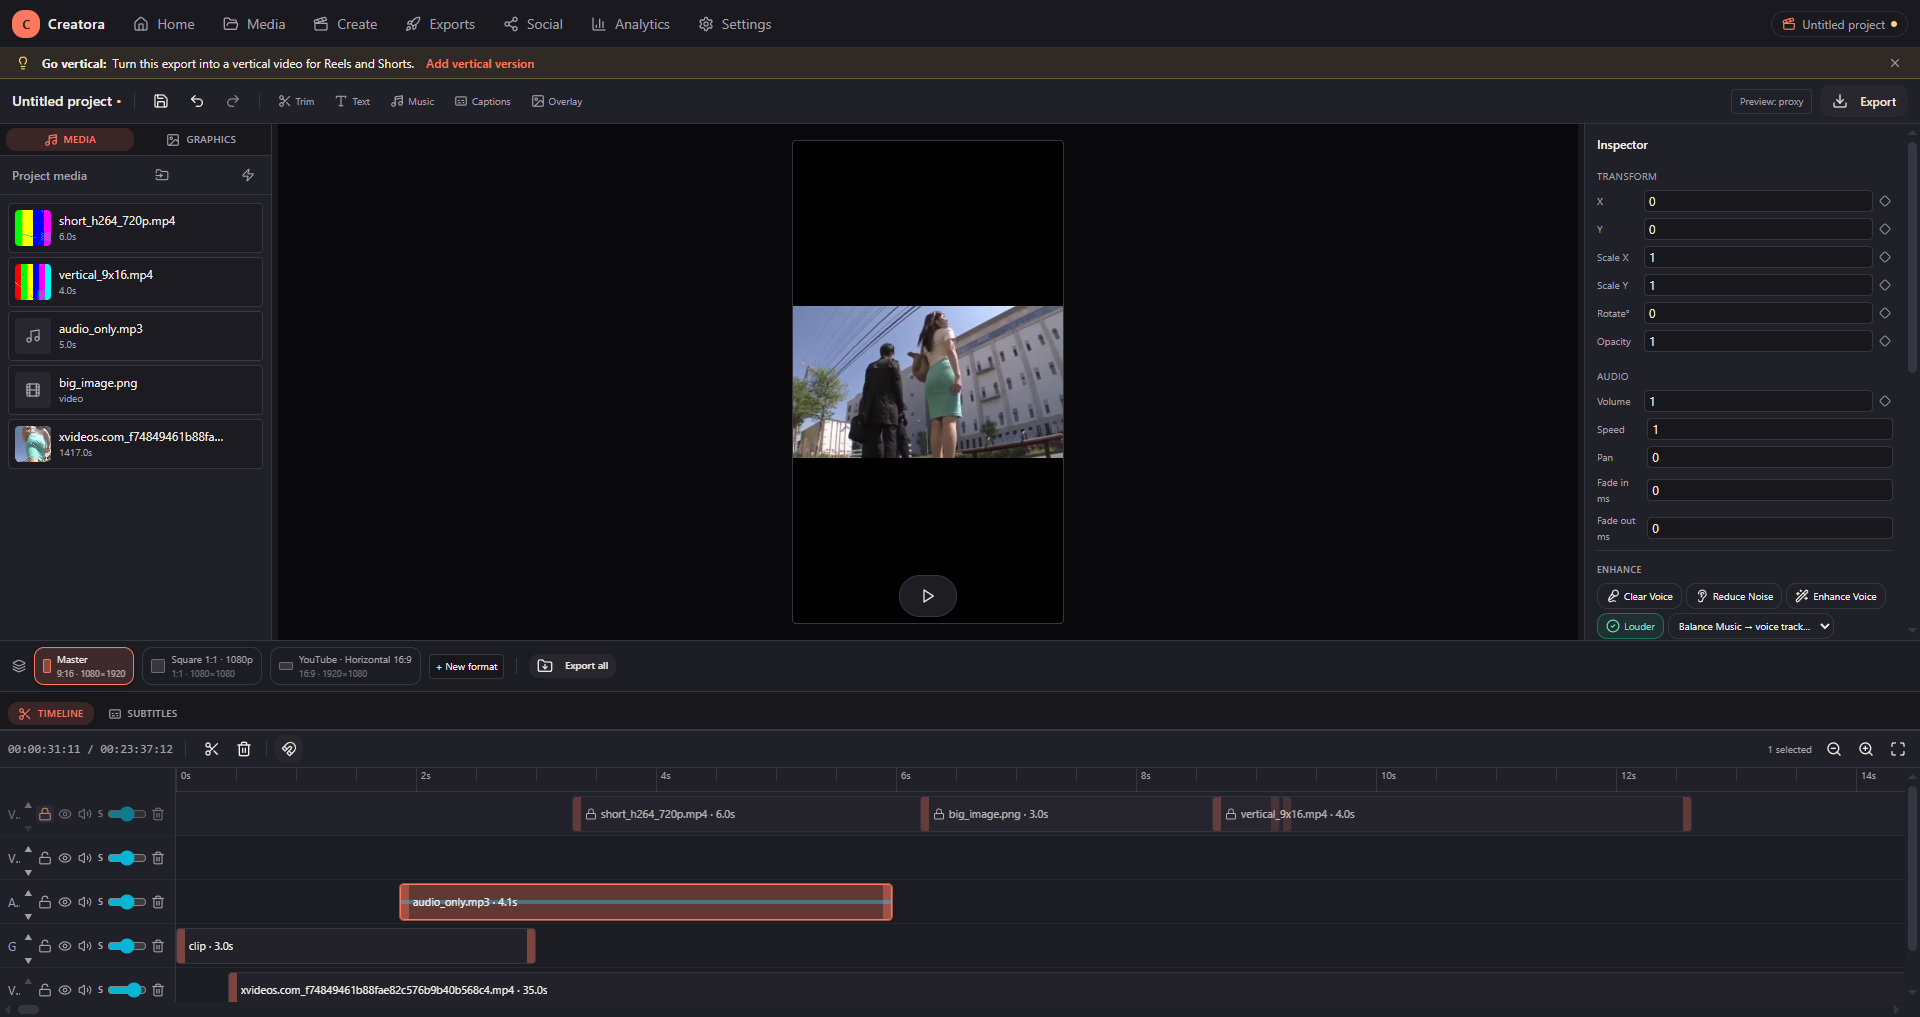 C Creatora Home Media Create Exports Social Analytics Settings Untitled project
Go vertical: Turn this export into a vertical video for Reels and Shorts. Add vertical version
Untitled project • Trim Text Music Captions Overlay Preview: proxy Export
MEDIA GRAPHICS
Project media
short_h264_720p.mp4
6.0s
vertical_9x16.mp4
4.0s
audio_only.mp3
5.0s
big_image.png
video
xvideos.com_f74849461b88fa...
1417.0s
Inspector
TRANSFORM
X 0
Y 0
Scale X 1
Scale Y 1
Rotate° 0
Opacity 1
AUDIO
Volume 1
Speed 1
Pan 0
Fade in ms 0
Fade out ms 0
ENHANCE
Clear Voice Reduce Noise Enhance Voice
Louder Balance Music → voice track...
Master
9:16 · 1080×1920
Square 1:1 · 1080p
1:1 · 1080×1080
YouTube · Horizontal 16:9
16:9 · 1920×1080
+ New format
Export all
TIMELINE SUBTITLES
00:00:31:11 / 00:23:37:12 1 selected
0s 2s 4s 6s 8s 10s 12s 14s
V.. S short_h264_720p.mp4 · 6.0s big_image.png · 3.0s vertical_9x16.mp4 · 4.0s
V.. S
A.. S audio_only.mp3 · 4.1s
G S clip · 3.0s
V.. S xvideos.com_f74849461b88fae82c576b9b40b568c4.mp4 · 35.0s